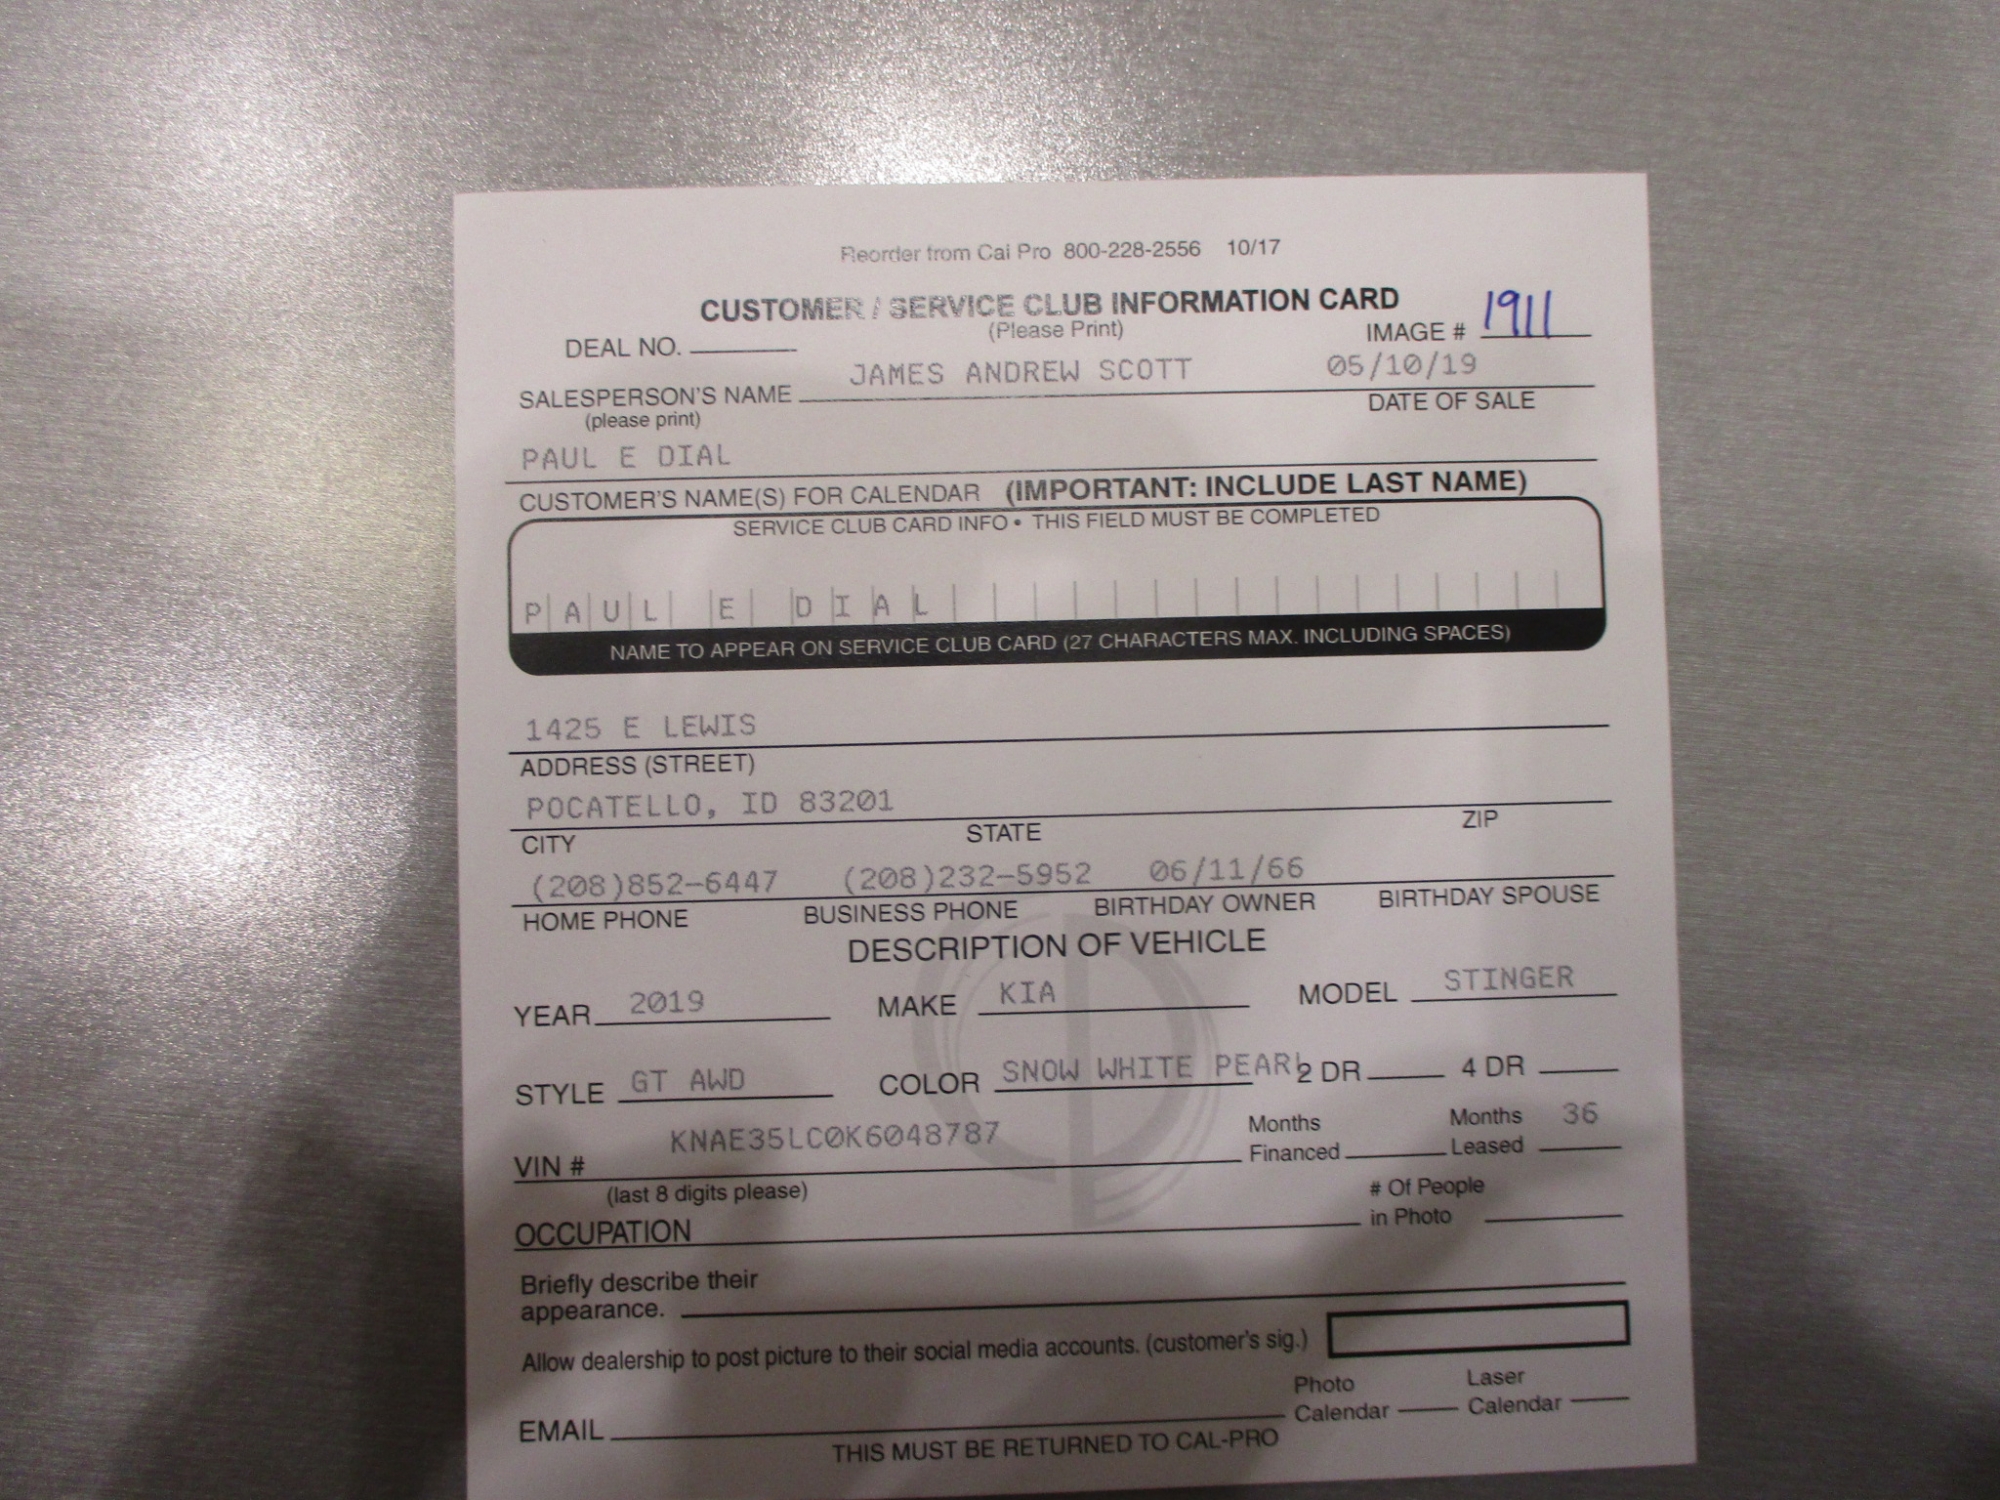 Reorder from Cal Pro 800-228-2556 10/17
CUSTOMER / SERVICE CLUB INFORMATION CARD
(Please Print)
DEAL NO. IMAGE # 1911
SALESPERSON'S NAME JAMES ANDREW SCOTT 05/10/19
(please print) DATE OF SALE
PAUL E DIAL
CUSTOMER'S NAME(S) FOR CALENDAR (IMPORTANT: INCLUDE LAST NAME)
SERVICE CLUB CARD INFO • THIS FIELD MUST BE COMPLETED
PAUL E DIAL
NAME TO APPEAR ON SERVICE CLUB CARD (27 CHARACTERS MAX. INCLUDING SPACES)
1425 E LEWIS
ADDRESS (STREET)
POCATELLO, ID 83201
CITY STATE ZIP
(208)852-6447 (208)232-5952 06/11/66
HOME PHONE BUSINESS PHONE BIRTHDAY OWNER BIRTHDAY SPOUSE
DESCRIPTION OF VEHICLE
YEAR 2019 MAKE KIA MODEL STINGER
STYLE GT AWD COLOR SNOW WHITE PEARL 2 DR 4 DR
VIN # KNAE35LC0K6048787 Months Financed Months Leased 36
(last 8 digits please)
OCCUPATION # Of People in Photo
Briefly describe their
appearance.
Allow dealership to post picture to their social media accounts. (customer's sig.)
EMAIL Photo Calendar Laser Calendar
THIS MUST BE RETURNED TO CAL-PRO